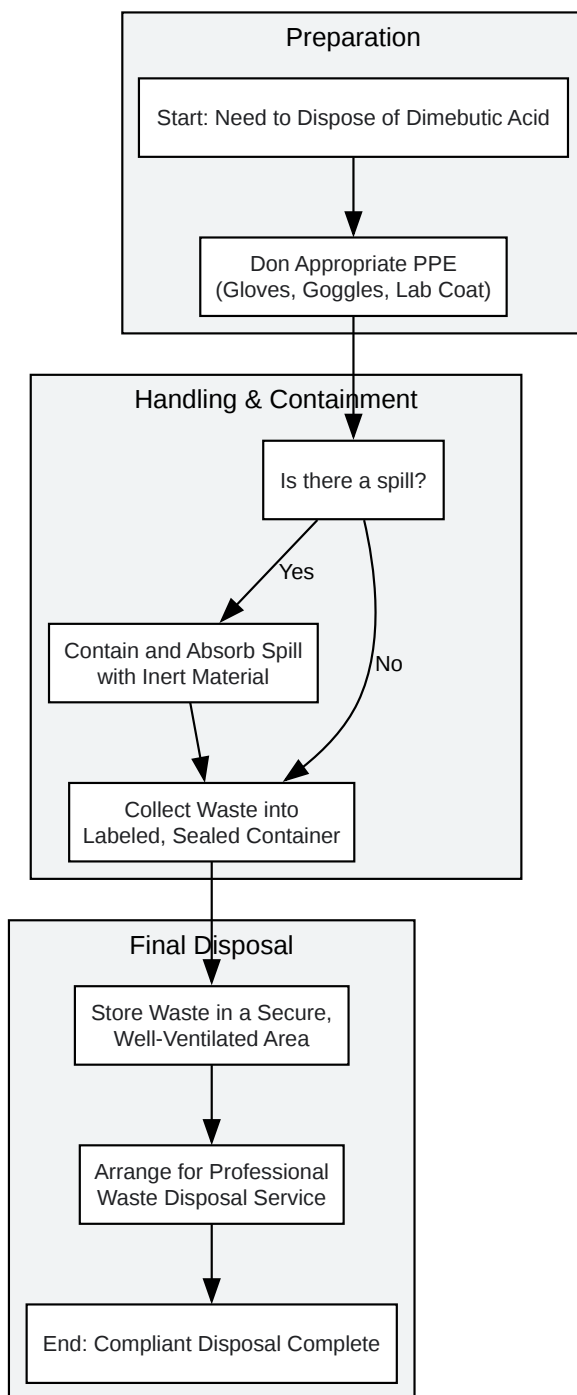 Preparation
Start: Need to Dispose of Dimebutic Acid
Don Appropriate PPE
(Gloves, Goggles, Lab Coat)
Handling & Containment
Is there a spill?
Yes
Contain and Absorb Spill
with Inert Material
No
Collect Waste into
Labeled, Sealed Container
Final Disposal
Store Waste in a Secure,
Well-Ventilated Area
Arrange for Professional
Waste Disposal Service
End: Compliant Disposal Complete